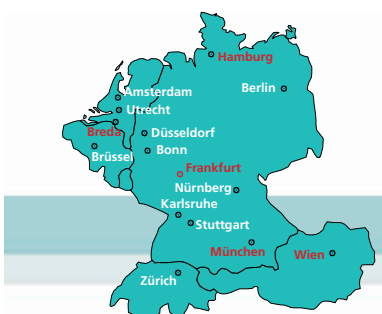 Hamburg
Berlin
Amsterdam
Utrecht
Breda
Düsseldorf
Brüssel
Bonn
Frankfurt
Nürnberg
Karlsruhe
Stuttgart
München
Wien
Zürich